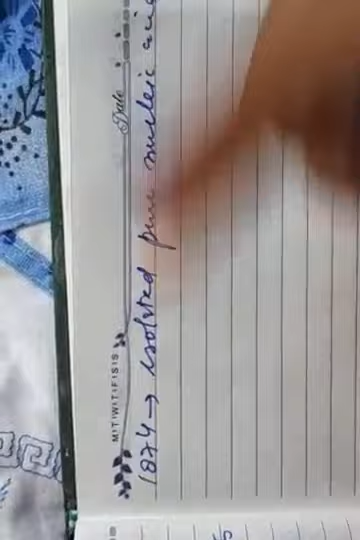 Date
M T W T F S S
1874 → isolated pure nucleic